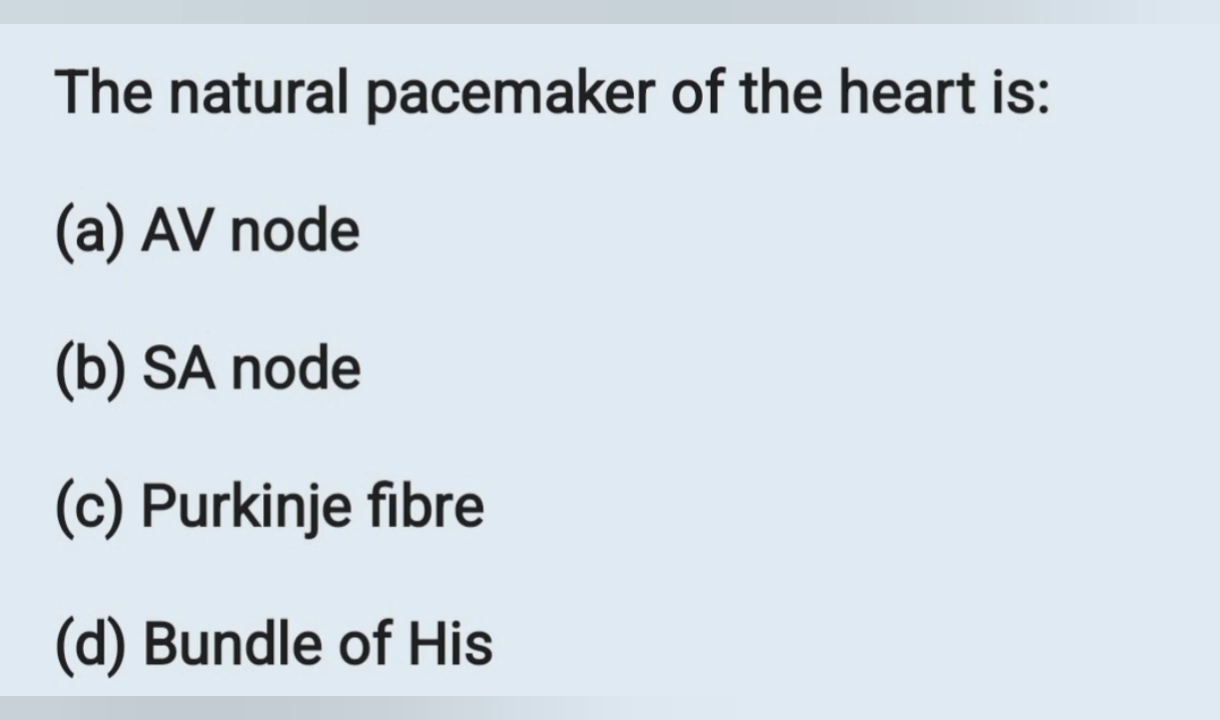 The natural pacemaker of the heart is:
(a) AV node
(b) SA node
(c) Purkinje fibre
(d) Bundle of His